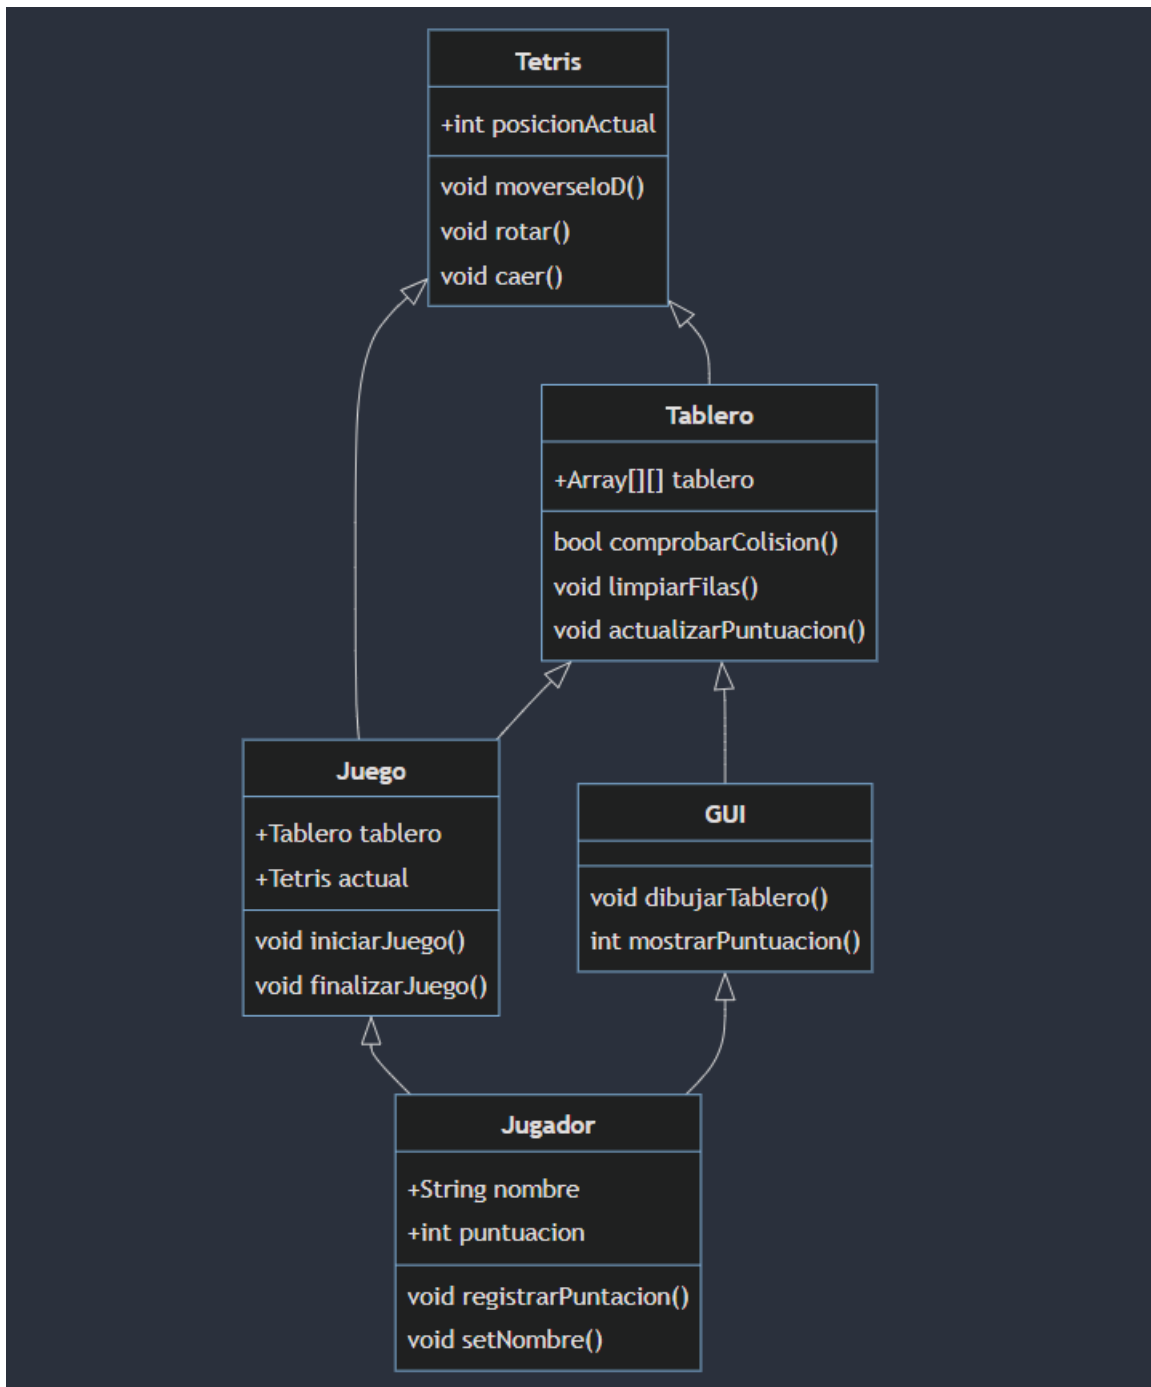 Tetris
+int posicionActual
void moverseIoD()
void rotar()
void caer()
Tablero
+Array[][] tablero
bool comprobarColision()
void limpiarFilas()
void actualizarPuntuacion()
Juego
+Tablero tablero
+Tetris actual
void iniciarJuego()
void finalizarJuego()
GUI
void dibujarTablero()
int mostrarPuntuacion()
Jugador
+String nombre
+int puntuacion
void registrarPuntacion()
void setNombre()